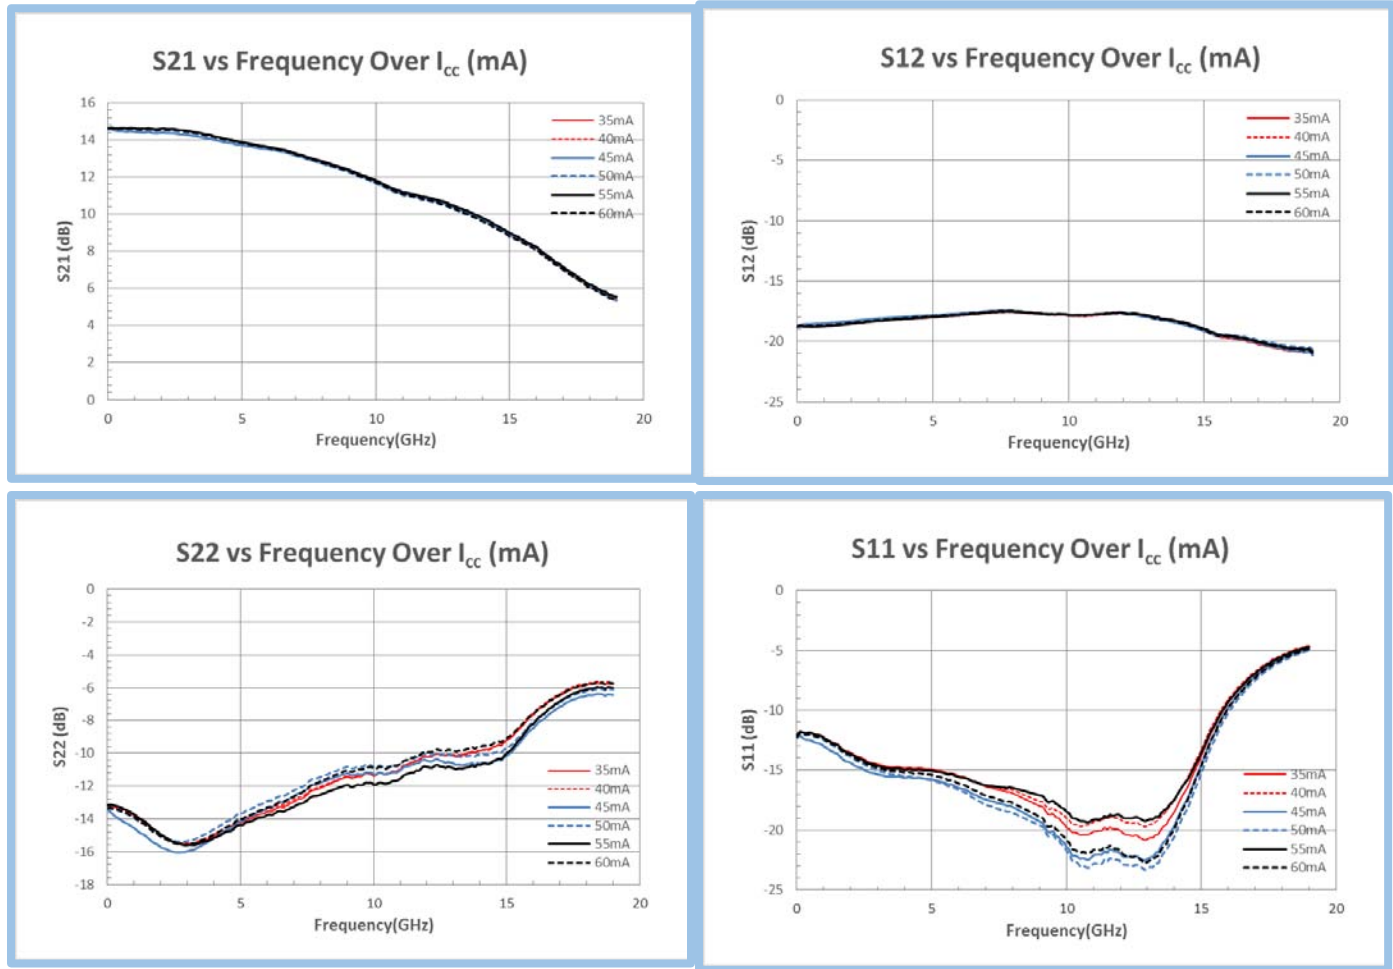 S21 vs Frequency Over Icc (mA)
16
14
12
10
8
6
4
2
0
S21 (dB)
0 5 10 15 20
Frequency(GHz)
35mA
40mA
45mA
50mA
55mA
60mA
S12 vs Frequency Over Icc (mA)
0
-5
-10
-15
-20
-25
S12 (dB)
0 5 10 15 20
Frequency(GHz)
35mA
40mA
45mA
50mA
55mA
60mA
S22 vs Frequency Over Icc (mA)
0
-2
-4
-6
-8
-10
-12
-14
-16
-18
S22 (dB)
0 5 10 15 20
Frequency(GHz)
35mA
40mA
45mA
50mA
55mA
60mA
S11 vs Frequency Over Icc (mA)
0
-5
-10
-15
-20
-25
S11 (dB)
0 5 10 15 20
Frequency(GHz)
35mA
40mA
45mA
50mA
55mA
60mA